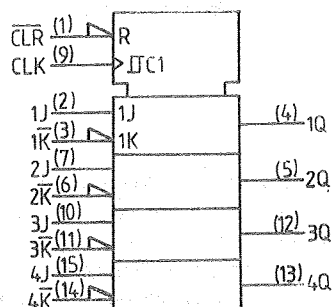 C̅L̅R̅ (1) R
CLK (9) C1
1J (2) 1J (4) 1Q
1K̅ (3) 1K
2J (7) (5) 2Q
2K̅ (6)
3J (10) (12) 3Q
3K̅ (11)
4J (15) (13) 4Q
4K̅ (14)